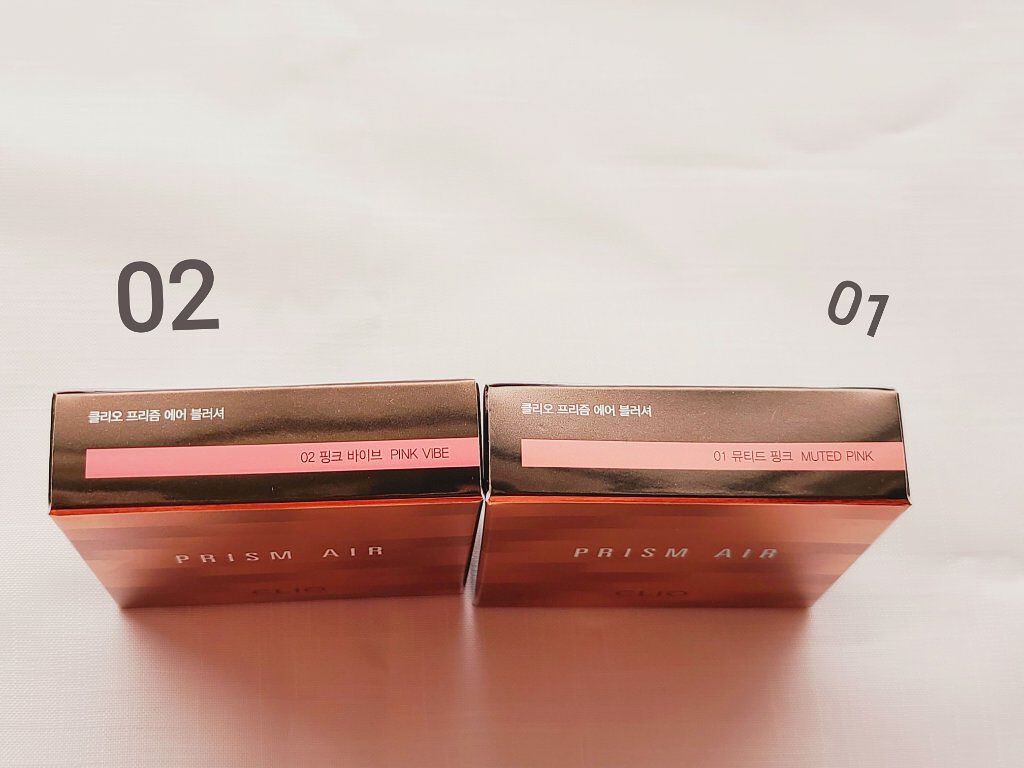 02
01
클리오 프리즘 에어 블러셔
02 핑크 바이브 PINK VIBE
PRISM AIR
CLIO
클리오 프리즘 에어 블러셔
01 뮤티드 핑크 MUTED PINK
PRISM AIR
CLIO